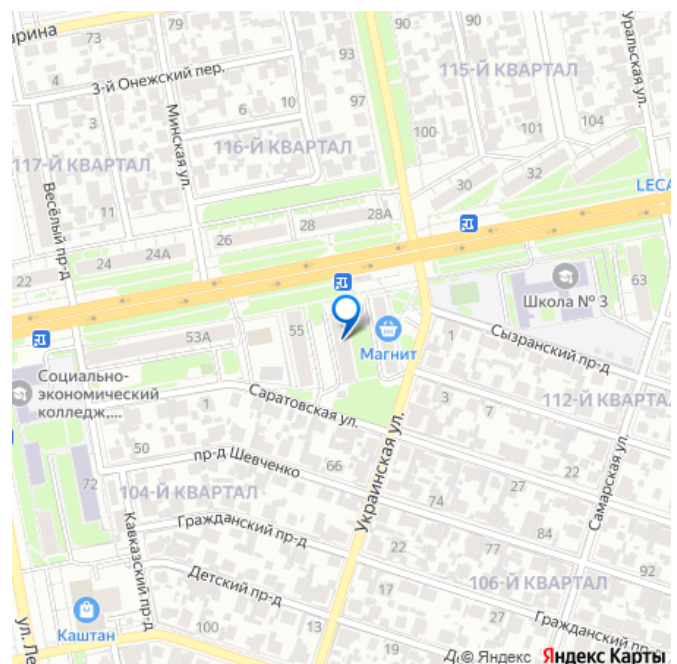 арина
73
79
93
Уральская ул.
4
3-й Онежский пер.
115-Й КВАРТАЛ
10
97
6
3
Минская ул.
100
101
104
116-Й КВАРТАЛ
117-Й КВАРТАЛ
Весёлый пр-д
30
32
LECA
11
28А
28
26
24А
24
22
63
Школа № 3
53А
55
Магнит
1
Сызранский пр-д
Социально-
экономический
колледж,...
1
Саратовская ул.
3
7
112-Й КВАРТА
50
пр-д Шевченко
66
Украинская ул.
22
Самарская ул.
72
104-Й КВАРТАЛ
74
27
84
Кавказский пр-д
Гражданский пр-д
22
77
92
Детский пр-д
17
106-Й КВАРТАЛ
Каштан
ул. Ле
100
13
19
27
Гражданский пр-д
Де
© Яндекс Яндекс Карты